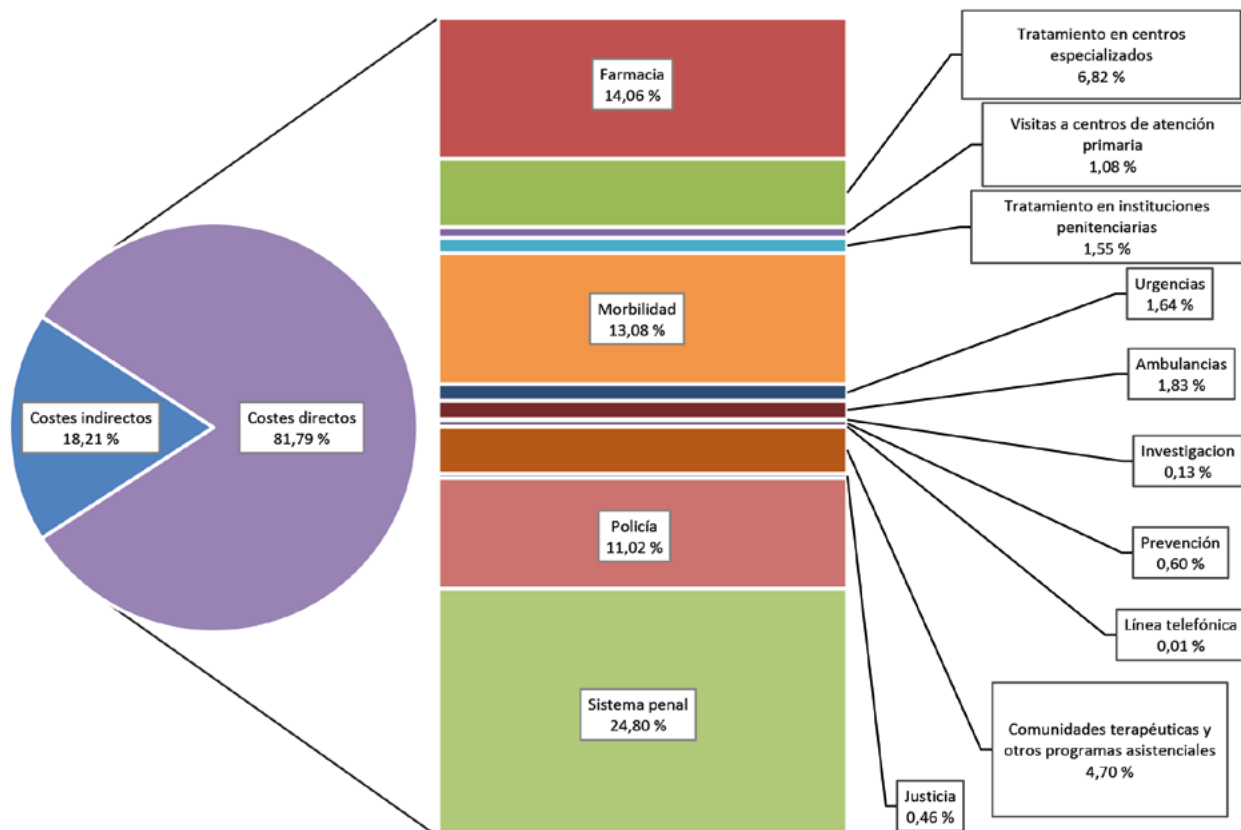 Costes indirectos
18,21 %
Costes directos
81,79 %
Farmacia
14,06 %
Morbilidad
13,08 %
Policía
11,02 %
Sistema penal
24,80 %
Tratamiento en centros
especializados
6,82 %
Visitas a centros de atención
primaria
1,08 %
Tratamiento en instituciones
penitenciarias
1,55 %
Urgencias
1,64 %
Ambulancias
1,83 %
Investigacion
0,13 %
Prevención
0,60 %
Línea telefónica
0,01 %
Comunidades terapéuticas y
otros programas asistenciales
4,70 %
Justicia
0,46 %